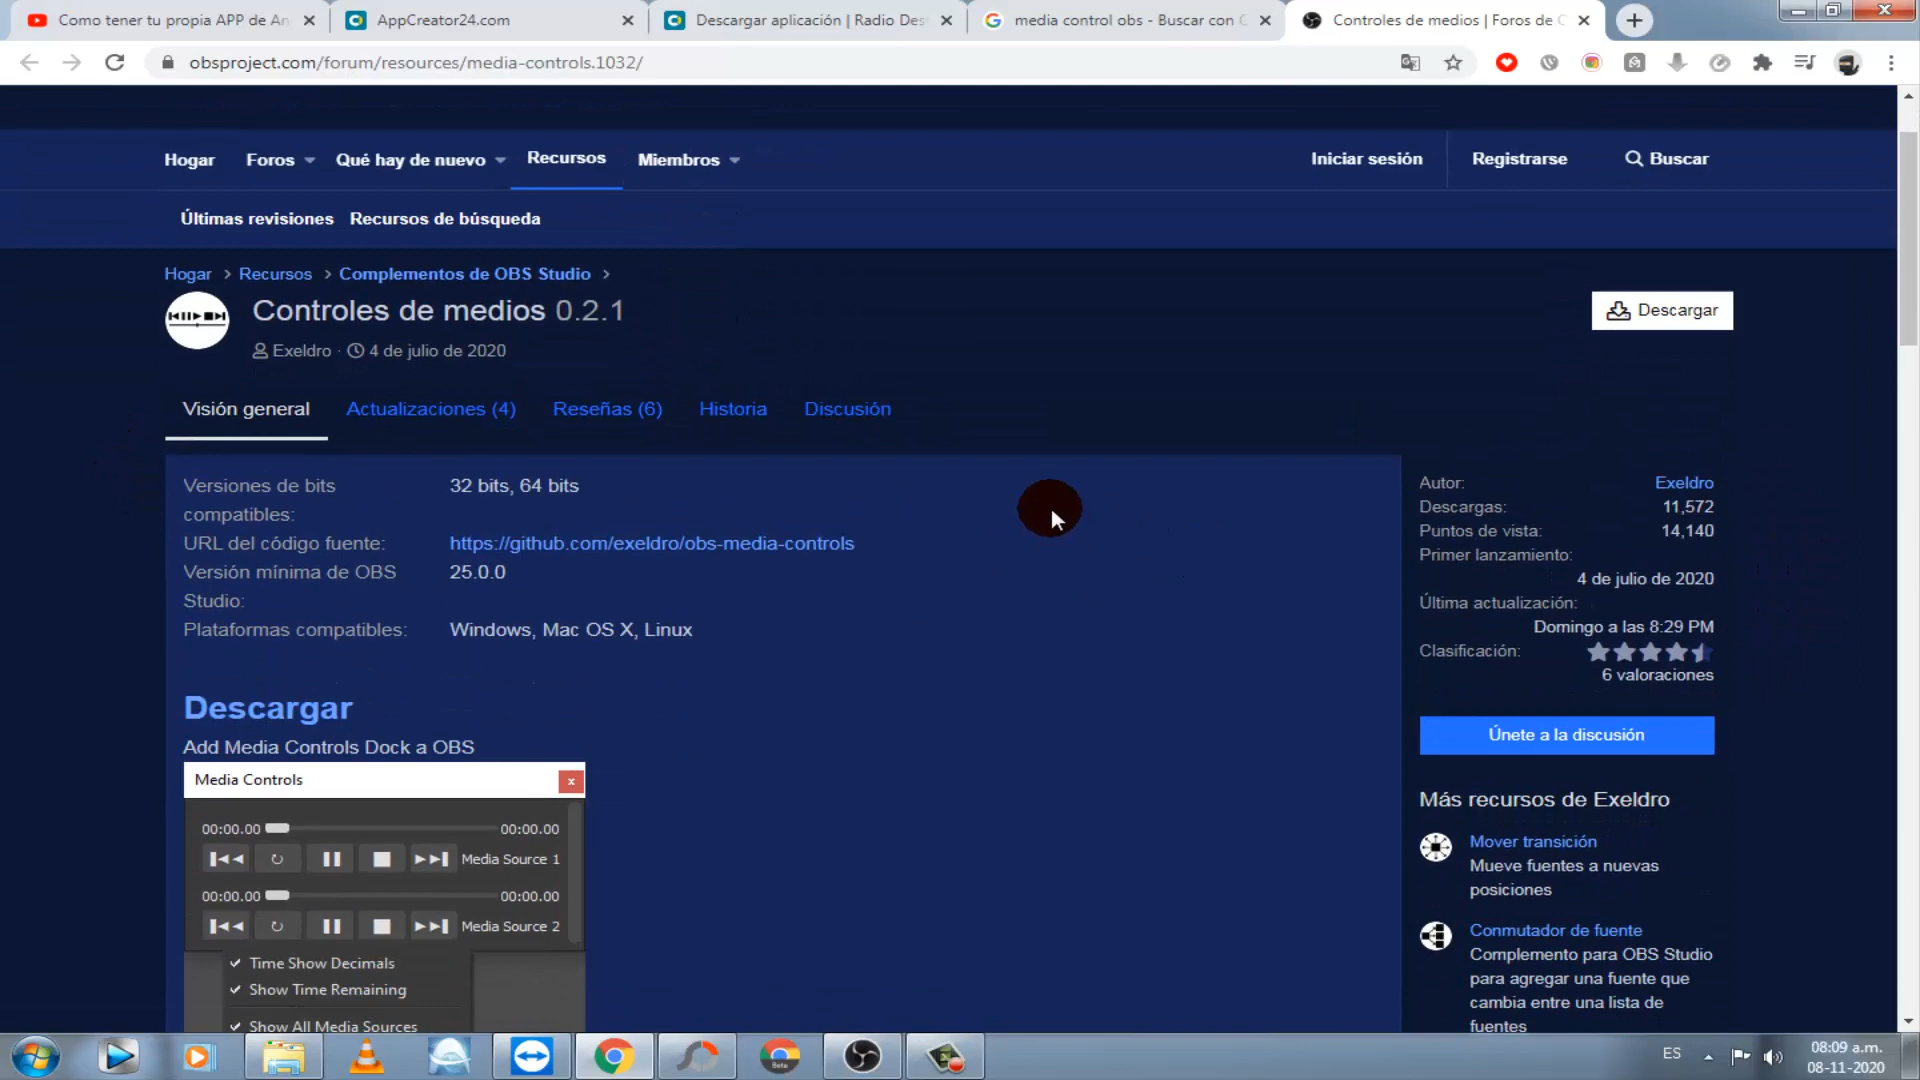 Como tener tu propia APP de An
AppCreator24.com
Descargar aplicación | Radio Des
media control obs - Buscar con G
Controles de medios | Foros de O
obsproject.com/forum/resources/media-controls.1032/
Hogar
Foros
Qué hay de nuevo
Recursos
Miembros
Iniciar sesión
Registrarse
Buscar
Últimas revisiones
Recursos de búsqueda
Hogar > Recursos > Complementos de OBS Studio >
Controles de medios 0.2.1
Descargar
Exeldro · 4 de julio de 2020
Visión general
Actualizaciones (4)
Reseñas (6)
Historia
Discusión
Versiones de bits compatibles: 32 bits, 64 bits
URL del código fuente: https://github.com/exeldro/obs-media-controls
Versión mínima de OBS Studio: 25.0.0
Plataformas compatibles: Windows, Mac OS X, Linux
Descargar
Add Media Controls Dock a OBS
Media Controls
x
00:00.00 00:00.00
Media Source 1
00:00.00 00:00.00
Media Source 2
Time Show Decimals
Show Time Remaining
Show All Media Sources
Autor: Exeldro
Descargas: 11,572
Puntos de vista: 14,140
Primer lanzamiento:
4 de julio de 2020
Última actualización:
Domingo a las 8:29 PM
Clasificación:
6 valoraciones
Únete a la discusión
Más recursos de Exeldro
Mover transición
Mueve fuentes a nuevas
posiciones
Conmutador de fuente
Complemento para OBS Studio
para agregar una fuente que
cambia entre una lista de
fuentes
Beta
ES
08:09 a.m.
08-11-2020